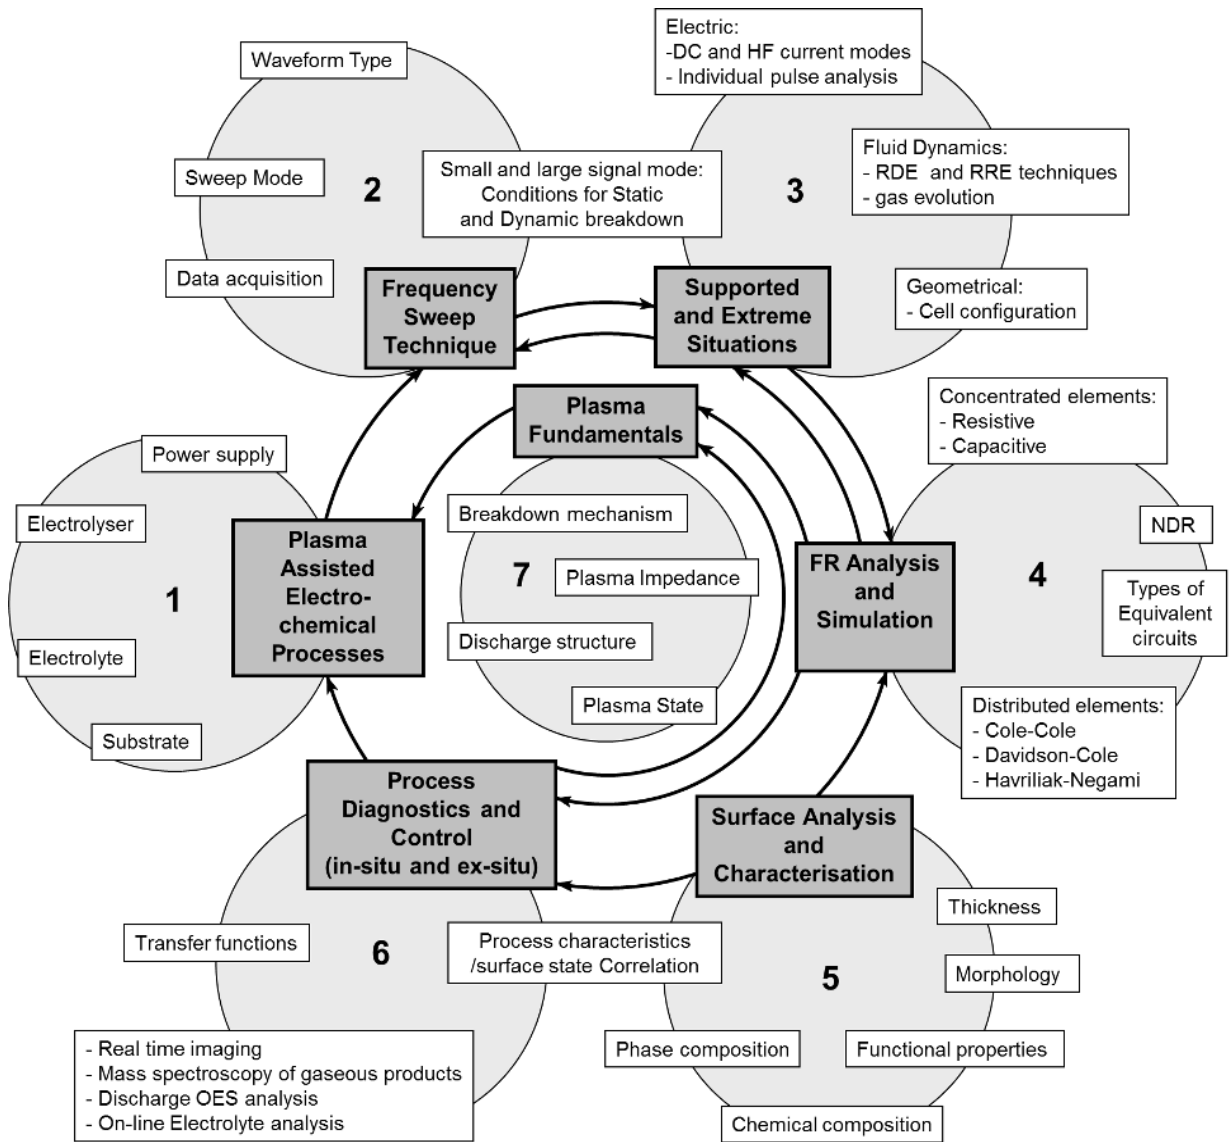 Waveform Type
Sweep Mode
2
Data acquisition
Small and large signal mode:
Conditions for Static
and Dynamic breakdown
Electric:
-DC and HF current modes
- Individual pulse analysis
3
Fluid Dynamics:
- RDE and RRE techniques
- gas evolution
Geometrical:
- Cell configuration
Frequency
Sweep
Technique
Supported
and Extreme
Situations
Plasma
Fundamentals
Power supply
Electrolyser
1
Electrolyte
Substrate
Plasma
Assisted
Electro-
chemical
Processes
Breakdown mechanism
7
Plasma Impedance
Discharge structure
Plasma State
FR Analysis
and
Simulation
Concentrated elements:
- Resistive
- Capacitive
NDR
4
Types of
Equivalent
circuits
Distributed elements:
- Cole-Cole
- Davidson-Cole
- Havriliak-Negami
Process
Diagnostics and
Control
(in-situ and ex-situ)
Surface Analysis
and
Characterisation
Transfer functions
6
Process characteristics
/surface state Correlation
- Real time imaging
- Mass spectroscopy of gaseous products
- Discharge OES analysis
- On-line Electrolyte analysis
Thickness
5
Morphology
Phase composition
Functional properties
Chemical composition